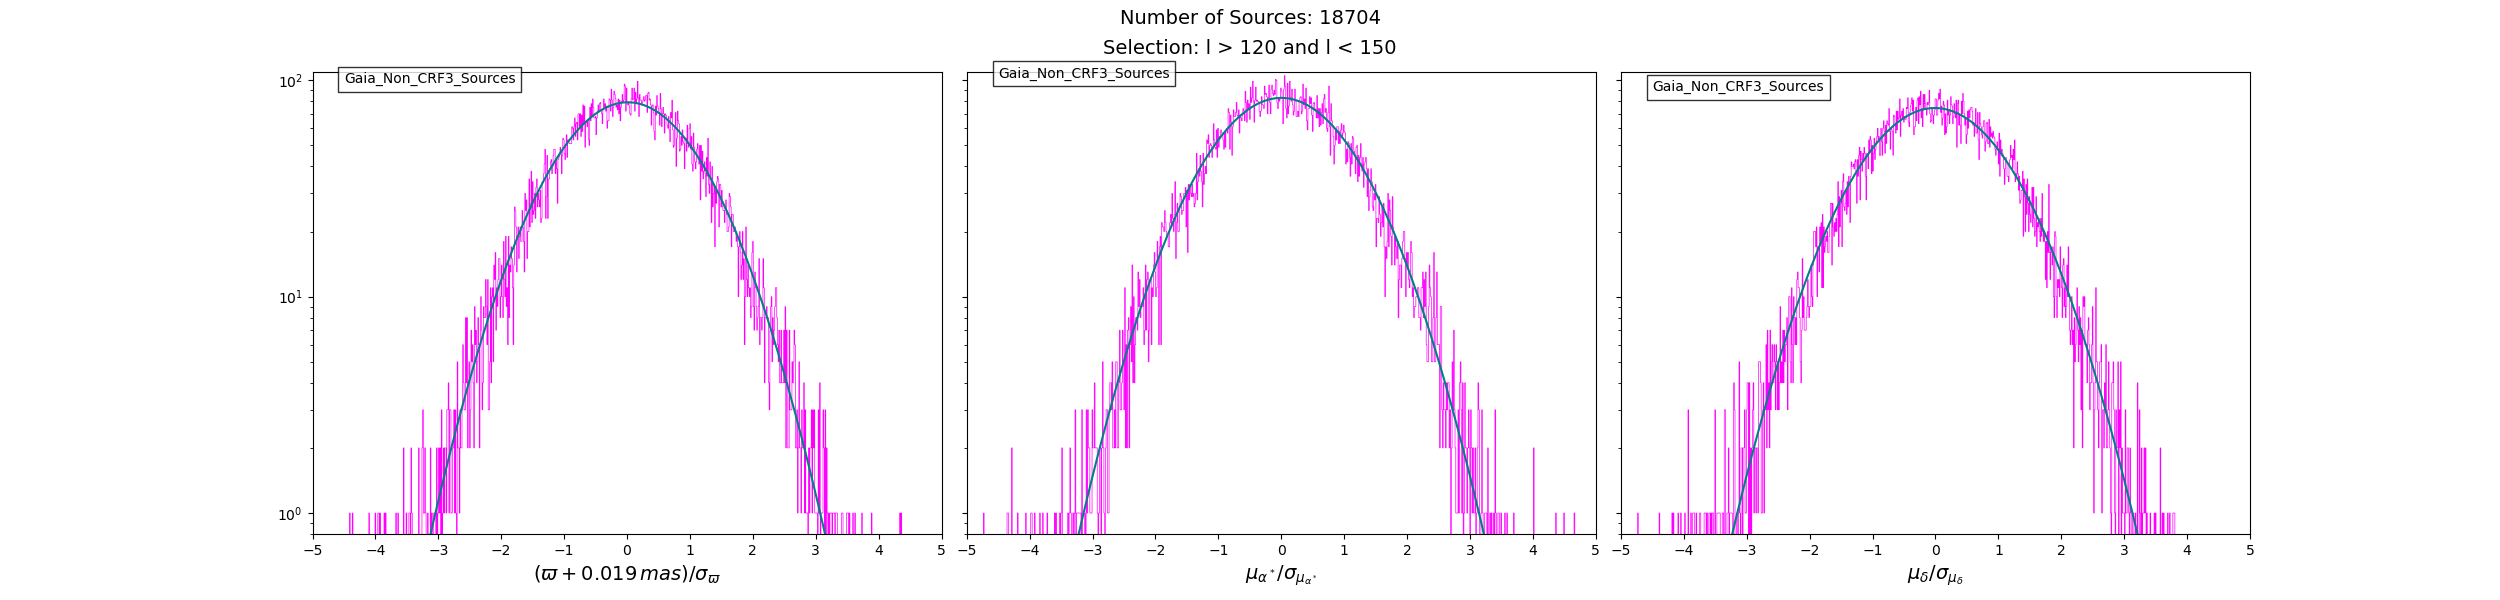 Number of Sources: 18704
Selection: l > 120 and l < 150
Gaia_Non_CRF3_Sources
Gaia_Non_CRF3_Sources
Gaia_Non_CRF3_Sources
10²
10¹
10⁰
−5 −4 −3 −2 −1 0 1 2 3 4 5
−5 −4 −3 −2 −1 0 1 2 3 4 5
−5 −4 −3 −2 −1 0 1 2 3 4 5
(ϖ + 0.019 mas)/σ_ϖ
μ_α*/σ_μ_α*
μ_δ/σ_μ_δ